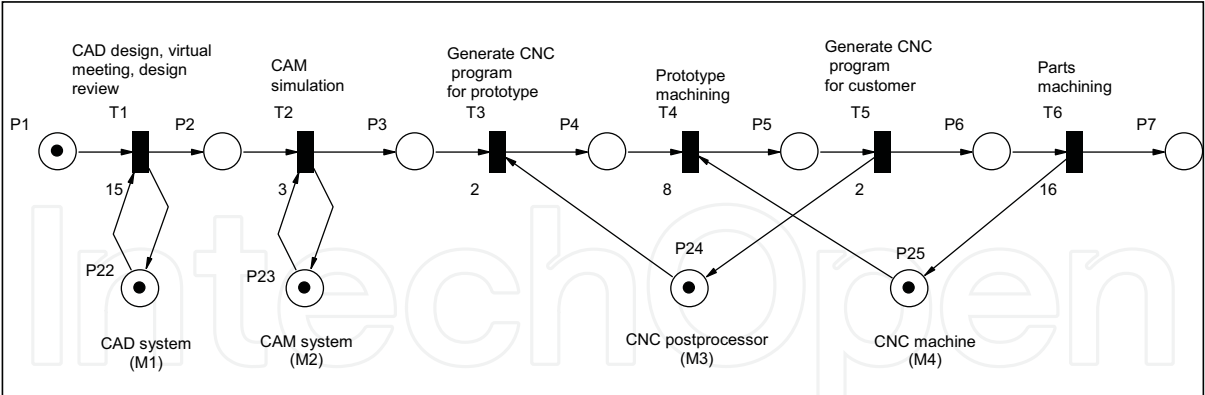 CAD design, virtual
meeting, design
review
CAM
simulation
Generate CNC
program
for prototype
Prototype
machining
Generate CNC
program
for customer
Parts
machining
P1
T1
P2
T2
P3
T3
P4
T4
P5
T5
P6
T6
P7
15
3
2
8
2
16
P22
P23
P24
P25
CAD system
(M1)
CAM system
(M2)
CNC postprocessor
(M3)
CNC machine
(M4)
IntechOpen